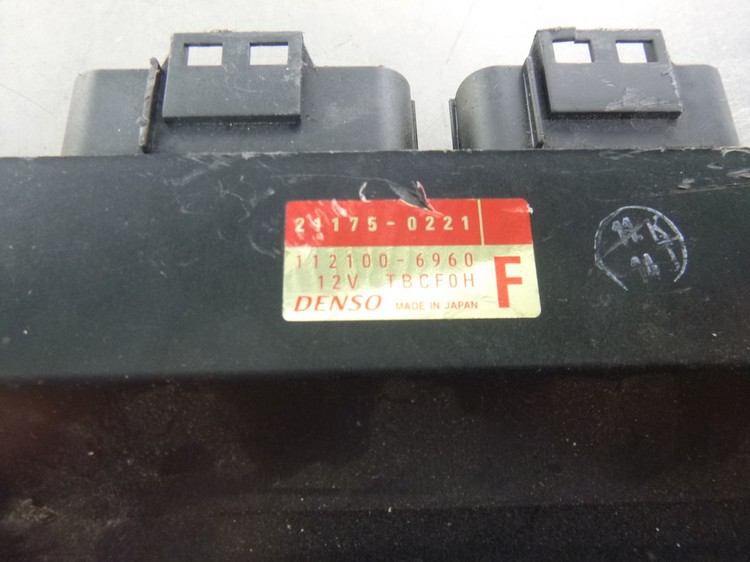 21175-0221
112100-6960
12V TBCF0H
F
DENSO MADE IN JAPAN
K